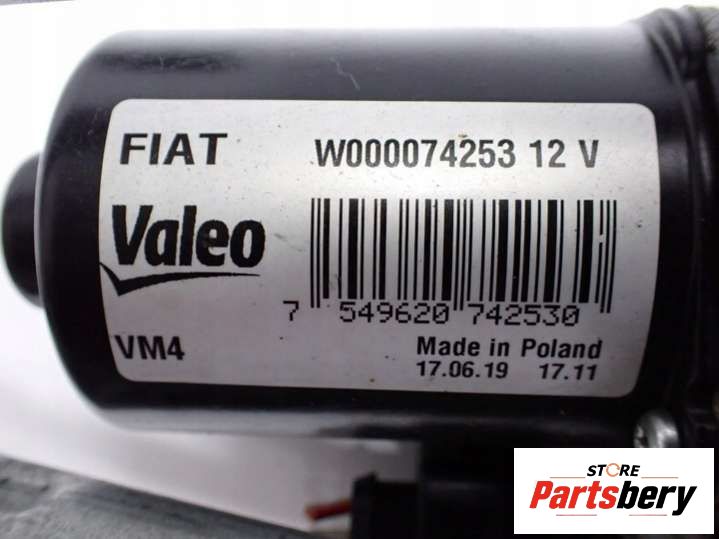 FIAT W000074253 12 V
Valeo
7 549620 742530
VM4 Made in Poland
17.06.19 17.11
STORE
Partsbery